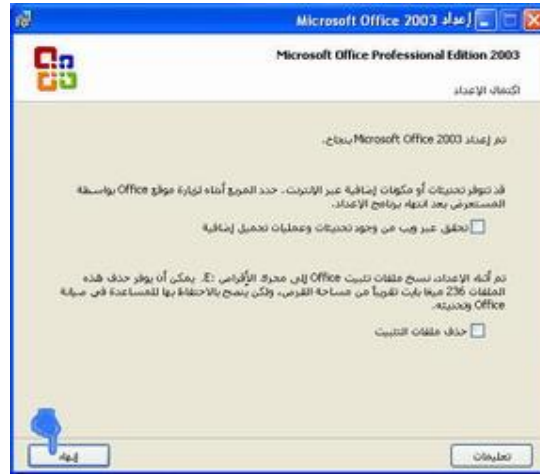 إعداد Microsoft Office 2003
Microsoft Office Professional Edition 2003
اكتمال الإعداد
تم إعداد Microsoft Office 2003 بنجاح.
قد تتوفر تحديثات أو مكونات إضافية عبر الإنترنت. حدد المربع أدناه لزيارة موقع Office بواسطة
المستعرض بعد انتهاء برنامج الإعداد.
تحقق عبر ويب من وجود تحديثات وعمليات تحميل إضافية
تم أثناء الإعداد، نسخ ملفات تثبيت Office إلى محرك الأقراص E:. يمكن أن يوفر حذف هذه
الملفات 236 ميغا بايت تقريباً من مساحة القرص، ولكن ينصح بالاحتفاظ بها للمساعدة في صيانة
Office وتحديثه.
حذف ملفات التثبيت
تعليمات
إنهاء